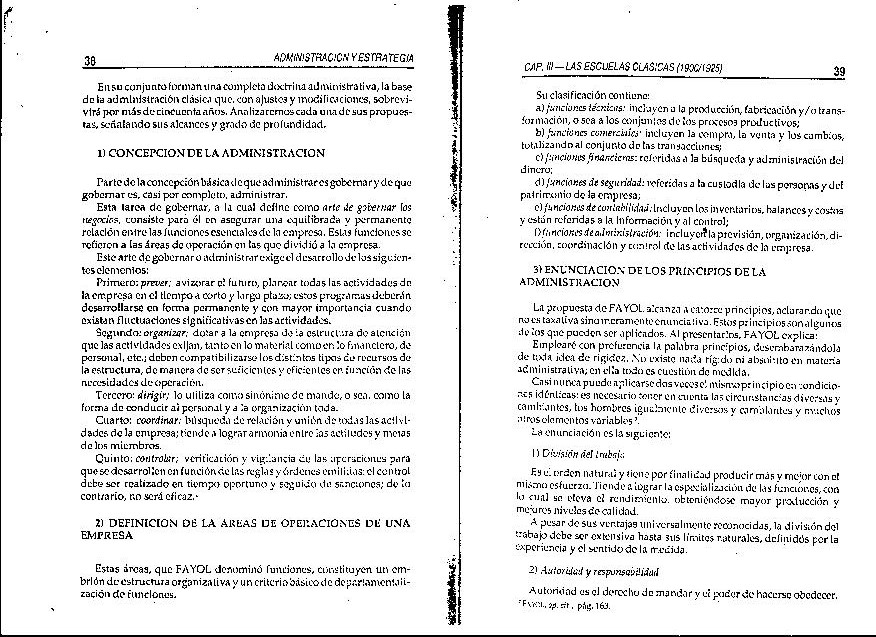 38
ADMINISTRACION Y ESTRATEGIA
En su conjunto forman una completa doctrina administrativa, la base
de la administración clásica que, con ajustes y modificaciones, sobrevi-
virá por más de cincuenta años. Analizaremos cada una de sus propues-
tas, señalando sus alcances y grado de profundidad.
1) CONCEPCION DE LA ADMINISTRACION
Parte de la concepción básica de que administrar es gobernar y de que
gobernar es, casi por completo, administrar.
Esta tarea de gobernar, a la cual define como arte de gobernar los
negocios, consiste para él en asegurar una equilibrada y permanente
relación entre las funciones esenciales de la empresa. Estas funciones se
refieren a las áreas de operación en las que dividió a la empresa.
Este arte de gobernar o administrar exige el desarrollo de los siguien-
tes elementos:
Primero: prever; avizorar el futuro, planear todas las actividades de
la empresa en el tiempo a corto y largo plazo; estos programas deberán
desarrollarse en forma permanente y con mayor importancia cuando
existan fluctuaciones significativas en las actividades.
Segundo: organizar; dotar a la empresa de la estructura de atención
que las actividades exijan, tanto en lo material como en lo financiero, de
personal, etc.; deben compatibilizarse los distintos tipos de recursos de
la estructura, de manera de ser suficientes y eficientes en función de las
necesidades de operación.
Tercero: dirigir; lo utiliza como sinónimo de mando, o sea, como la
forma de conducir al personal y a la organización toda.
Cuarto: coordinar; búsqueda de relación y unión de todas las activi-
dades de la empresa; tiende a lograr armonía entre las actitudes y metas
de los miembros.
Quinto: controlar; verificación y vigilancia de las operaciones para
que se desarrollen en función de las reglas y órdenes emitidas; el control
debe ser realizado en tiempo oportuno y seguido de sanciones; de lo
contrario, no será eficaz.
2) DEFINICION DE LA AREAS DE OPERACIONES DE UNA
EMPRESA
Estas áreas, que FAYOL denominó funciones, constituyen un em-
brión de estructura organizativa y un criterio básico de departamentali-
zación de funciones.
CAP. III — LAS ESCUELAS CLASICAS (1900/1925)
39
Su clasificación contiene:
a) funciones técnicas: incluyen a la producción, fabricación y/o trans-
formación, o sea a los conjuntos de los procesos productivos;
b) funciones comerciales: incluyen la compra, la venta y los cambios,
totalizando al conjunto de las transacciones;
c) funciones financieras: referidas a la búsqueda y administración del
dinero;
d) funciones de seguridad: referidas a la custodia de las personas y del
patrimonio de la empresa;
e) funciones de contabilidad: incluyen los inventarios, balances y costos
y están referidas a la información y al control;
f) funciones de administración: incluyen la previsión, organización, di-
rección, coordinación y control de las actividades de la empresa.
3) ENUNCIACION DE LOS PRINCIPIOS DE LA
ADMINISTRACION
La propuesta de FAYOL alcanza a catorce principios, aclarando que
no es taxativa sino meramente enunciativa. Estos principios son algunos
de los que pueden ser aplicados. Al presentarlos, FAYOL explica:
Emplearé con preferencia la palabra principios, desembarazándola
de toda idea de rigidez. No existe nada rígido ni absoluto en materia
administrativa; en ella todo es cuestión de medida.
Casi nunca puede aplicarse dos veces el mismo principio en condicio-
nes idénticas: es necesario tener en cuenta las circunstancias diversas y
cambiantes, los hombres igualmente diversos y cambiantes y muchos
otros elementos variables.
La enunciación es la siguiente:
1) División del trabajo
Es el orden natural y tiene por finalidad producir más y mejor con el
mismo esfuerzo. Tiende a lograr la especialización de las funciones, con
lo cual se eleva el rendimiento, obteniéndose mayor producción y
mejores niveles de calidad.
A pesar de sus ventajas universalmente reconocidas, la división del
trabajo debe ser extensiva hasta sus límites naturales, definidos por la
experiencia y el sentido de la medida.
2) Autoridad y responsabilidad
Autoridad es el derecho de mandar y el poder de hacerse obedecer.
FAYOL, op. cit., pág. 163.